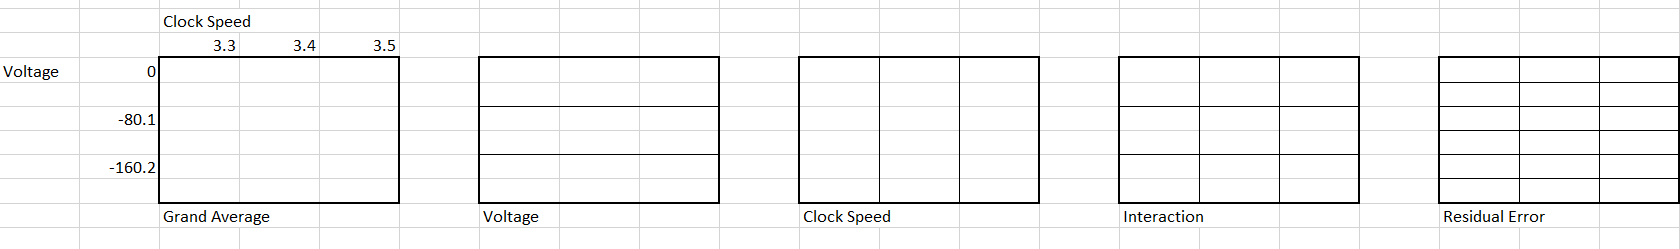 Clock Speed
3.3 3.4 3.5
Voltage 0
-80.1
-160.2
Grand Average Voltage Clock Speed Interaction Residual Error